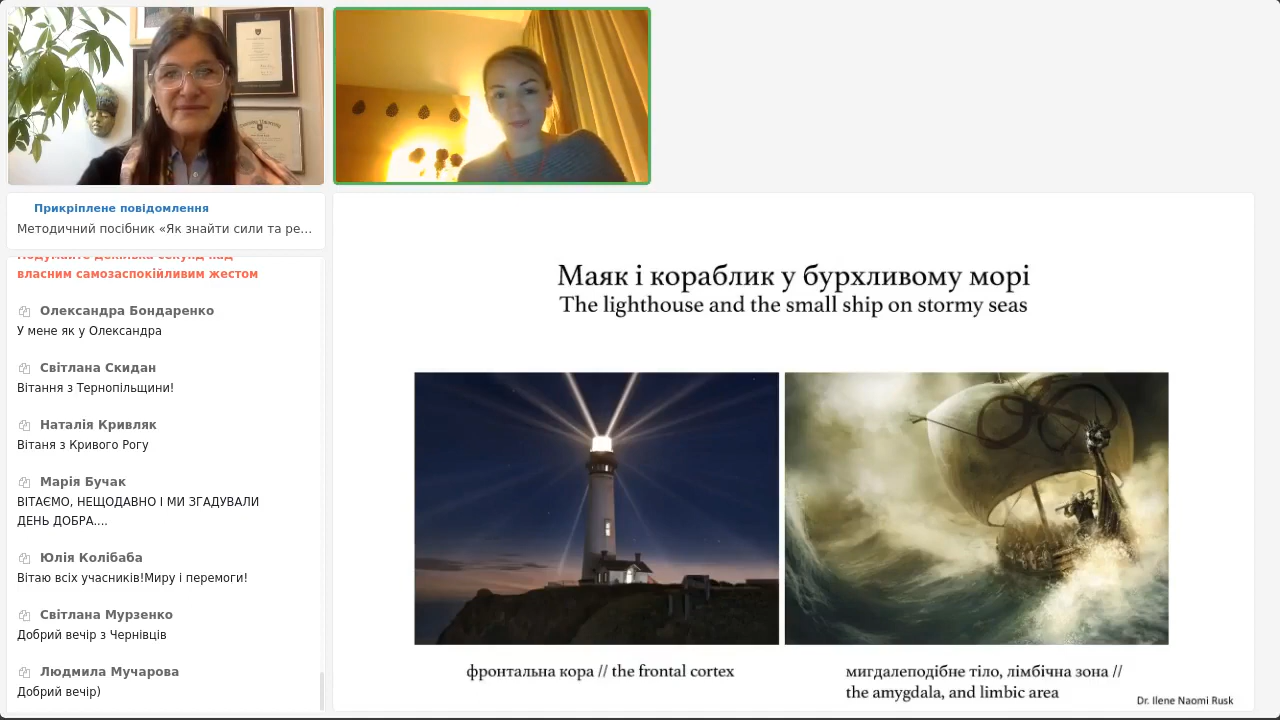 Прикріплене повідомлення
Методичний посібник «Як знайти сили та ре...
Подумайте декілька секунд над
власним самозаспокійливим жестом
Олександра Бондаренко
У мене як у Олександра
Світлана Скидан
Вітання з Тернопільщини!
Наталія Кривляк
Вітаня з Кривого Рогу
Марія Бучак
ВІТАЄМО, НЕЩОДАВНО І МИ ЗГАДУВАЛИ
ДЕНЬ ДОБРА....
Юлія Колібаба
Вітаю всіх учасників!Миру і перемоги!
Світлана Мурзенко
Добрий вечір з Чернівців
Людмила Мучарова
Добрий вечір)
Маяк і кораблик у бурхливому морі
The lighthouse and the small ship on stormy seas
фронтальна кора // the frontal cortex
мигдалеподібне тіло, лімбічна зона //
the amygdala, and limbic area
Dr. Ilene Naomi Rusk